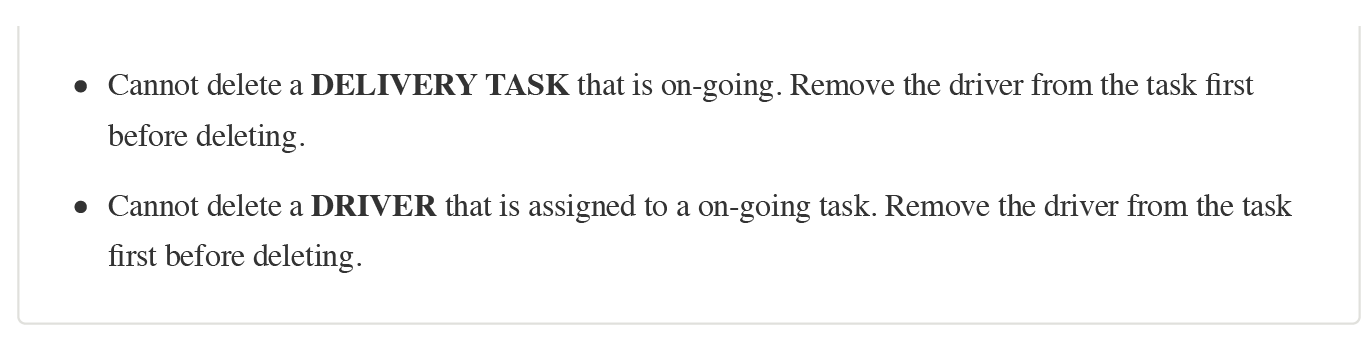 • Cannot delete a DELIVERY TASK that is on-going. Remove the driver from the task first
before deleting.
• Cannot delete a DRIVER that is assigned to a on-going task. Remove the driver from the task
first before deleting.